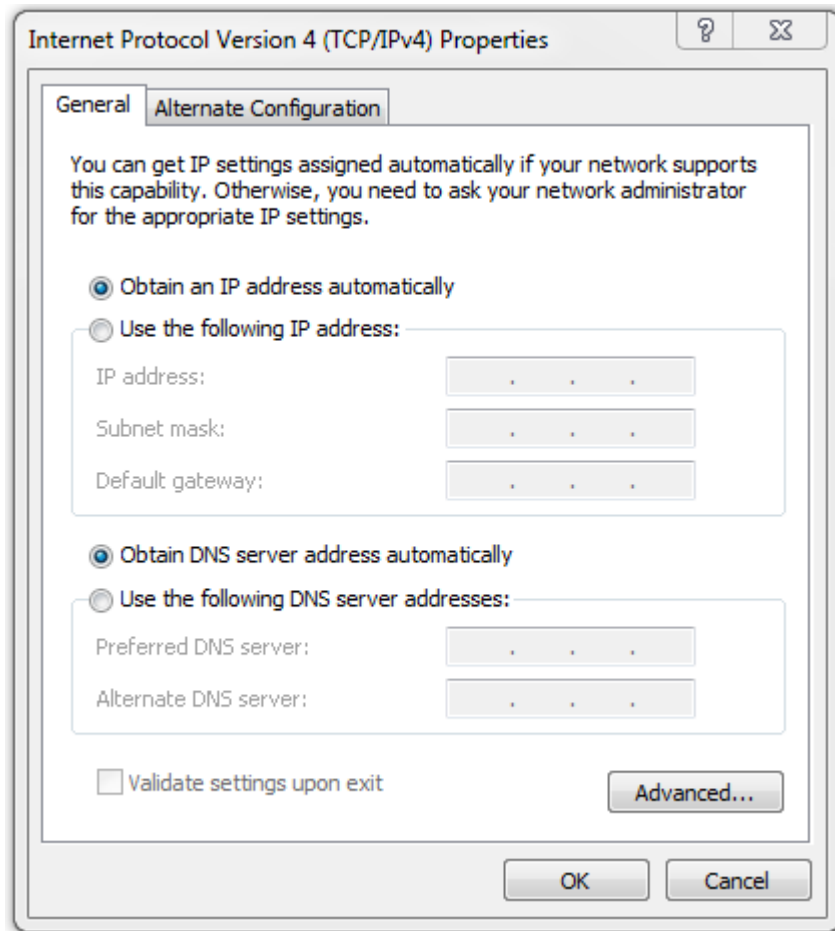 Internet Protocol Version 4 (TCP/IPv4) Properties
General
Alternate Configuration
You can get IP settings assigned automatically if your network supports
this capability. Otherwise, you need to ask your network administrator
for the appropriate IP settings.
Obtain an IP address automatically
Use the following IP address:
IP address:
. . .
Subnet mask:
. . .
Default gateway:
. . .
Obtain DNS server address automatically
Use the following DNS server addresses:
Preferred DNS server:
. . .
Alternate DNS server:
. . .
Validate settings upon exit
Advanced...
OK
Cancel